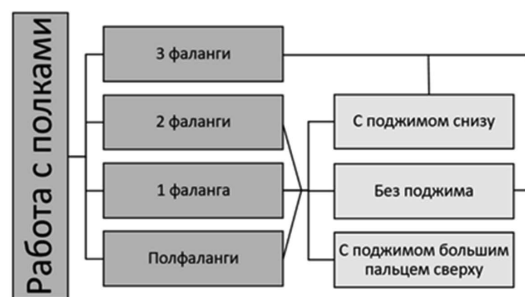 Работа с полками
3 фаланги
2 фаланги
1 фаланга
Полфаланги
С поджимом снизу
Без поджима
С поджимом большим
пальцем сверху